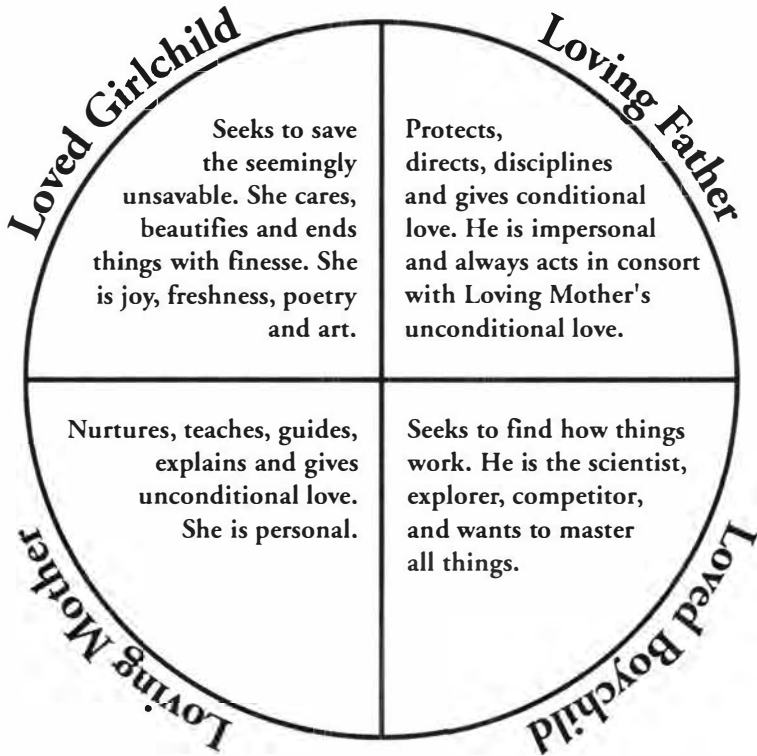 Loved Girlchild
Seeks to save
the seemingly
unsavable. She cares,
beautifies and ends
things with finesse. She
is joy, freshness, poetry
and art.
Loving Father
Protects,
directs, disciplines
and gives conditional
love. He is impersonal
and always acts in consort
with Loving Mother's
unconditional love.
Loving Mother
Nurtures, teaches, guides,
explains and gives
unconditional love.
She is personal.
Loved Boychild
Seeks to find how things
work. He is the scientist,
explorer, competitor,
and wants to master
all things.